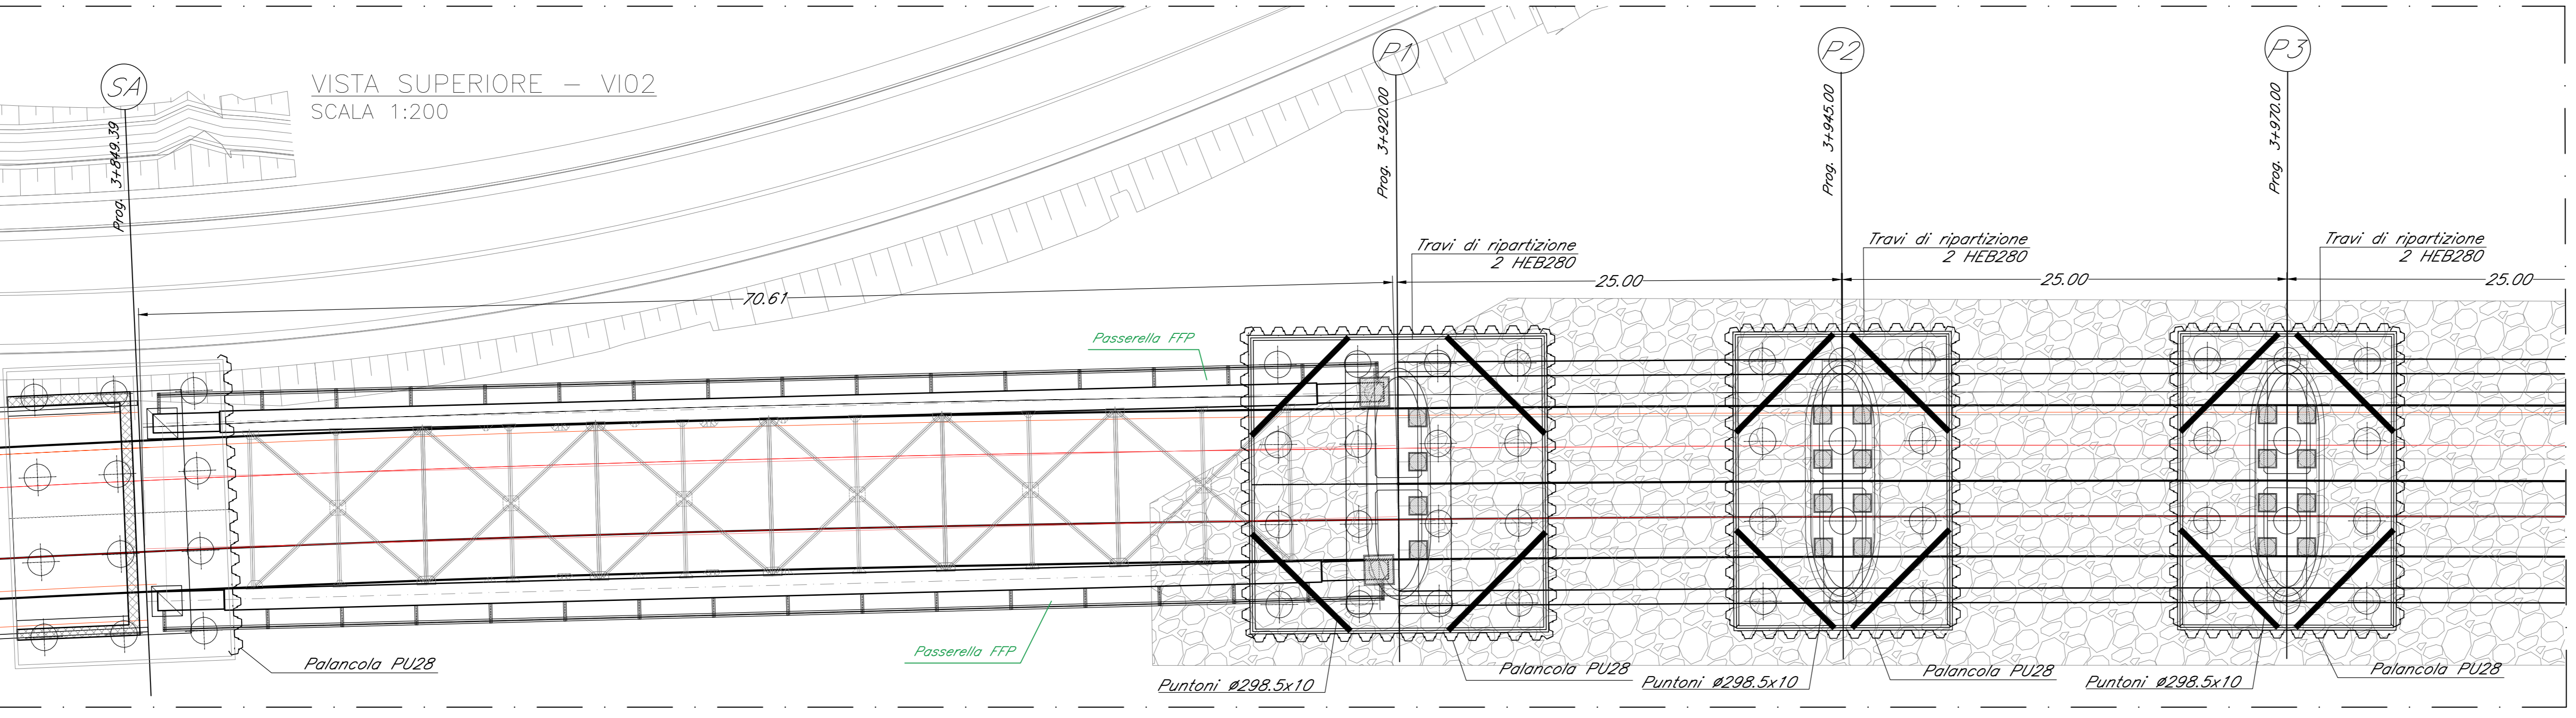 VISTA SUPERIORE – VI02
SCALA 1:200
SA
Prog. 3+849.39
P1
Prog. 3+920.00
P2
Prog. 3+945.00
P3
Prog. 3+970.00
Travi di ripartizione
2 HEB280
Travi di ripartizione
2 HEB280
Travi di ripartizione
2 HEB280
70.61
25.00
25.00
25.00
Passerella FFP
Passerella FFP
Palancola PU28
Puntoni ø298.5x10
Palancola PU28
Puntoni ø298.5x10
Palancola PU28
Puntoni ø298.5x10
Palancola PU28